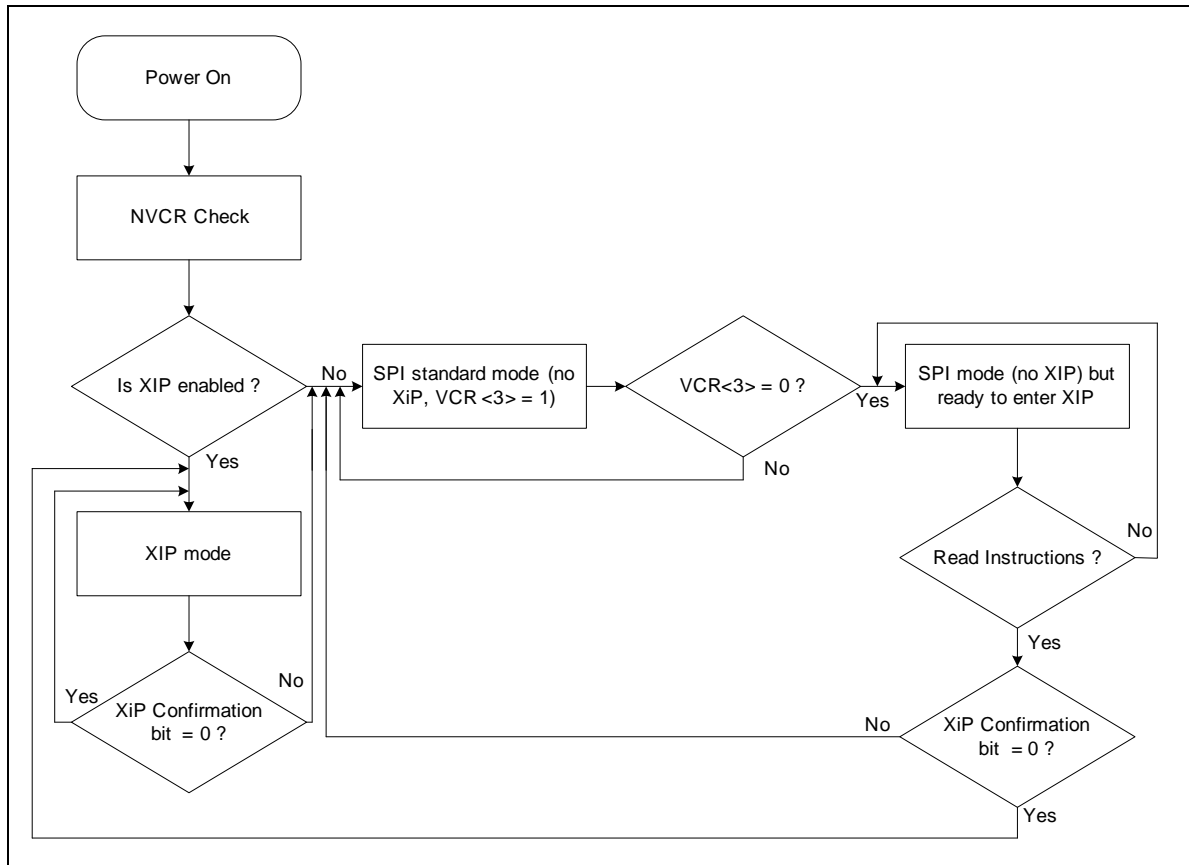 Power On
NVCR Check
Is XIP enabled ?
No
Yes
SPI standard mode (no
XiP, VCR <3> = 1)
VCR<3> = 0 ?
Yes
No
SPI mode (no XIP) but
ready to enter XIP
Read Instructions ?
No
Yes
XIP mode
XiP Confirmation
bit = 0 ?
Yes
No
XiP Confirmation
bit = 0 ?
No
Yes